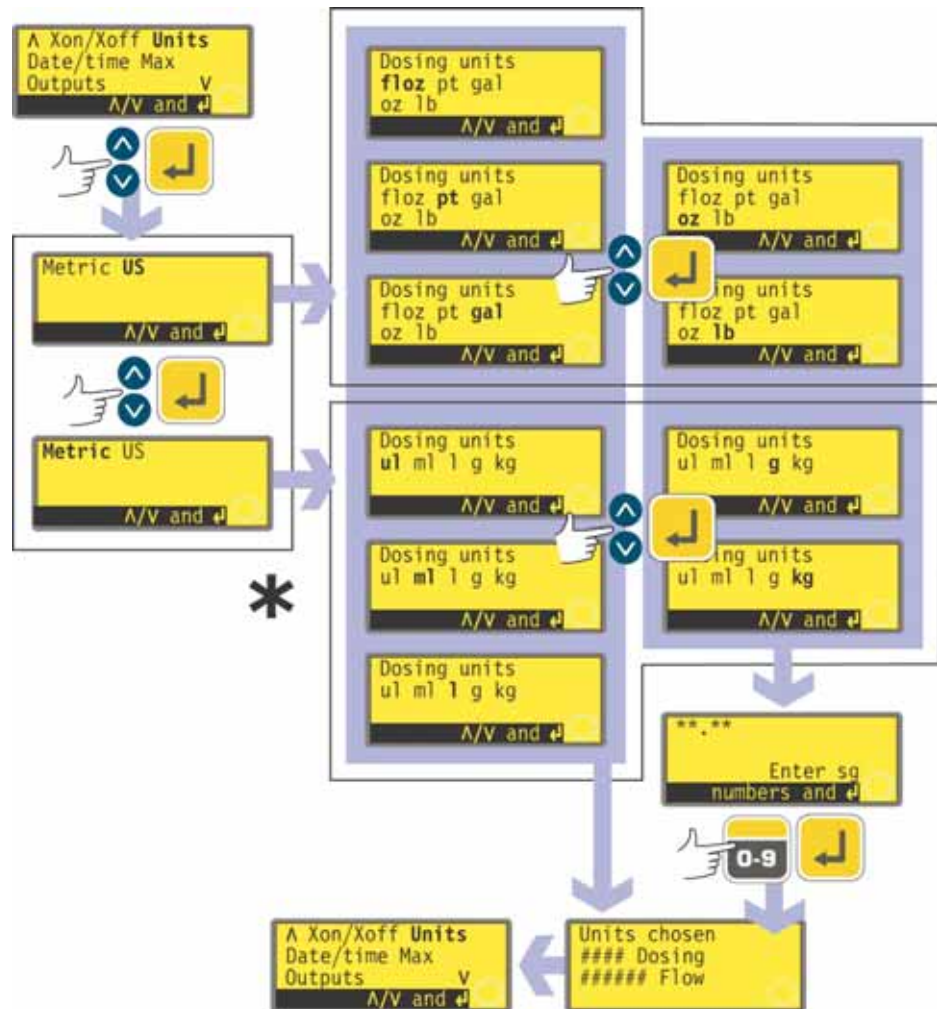 Λ Xon/Xoff Units
Date/time Max
Outputs V
Λ/V and ↵
Metric US
Λ/V and ↵
Metric US
Λ/V and ↵
Dosing units
floz pt gal
oz lb
Λ/V and ↵
Dosing units
floz pt gal
oz lb
Λ/V and ↵
Dosing units
floz pt gal
oz lb
Λ/V and ↵
Dosing units
floz pt gal
oz lb
Λ/V and ↵
units
floz pt gal
oz lb
Λ/V and ↵
*
Dosing units
ul ml l g kg
Λ/V and ↵
Dosing units
ul ml l g kg
Λ/V and ↵
Dosing units
ul ml l g kg
Λ/V and ↵
Dosing units
ul ml l g kg
Λ/V and ↵
units
ul ml l g kg
Λ/V and ↵
**.**
Enter sg
numbers and ↵
0-9
Units chosen
#### Dosing
###### Flow
Λ Xon/Xoff Units
Date/time Max
Outputs V
Λ/V and ↵